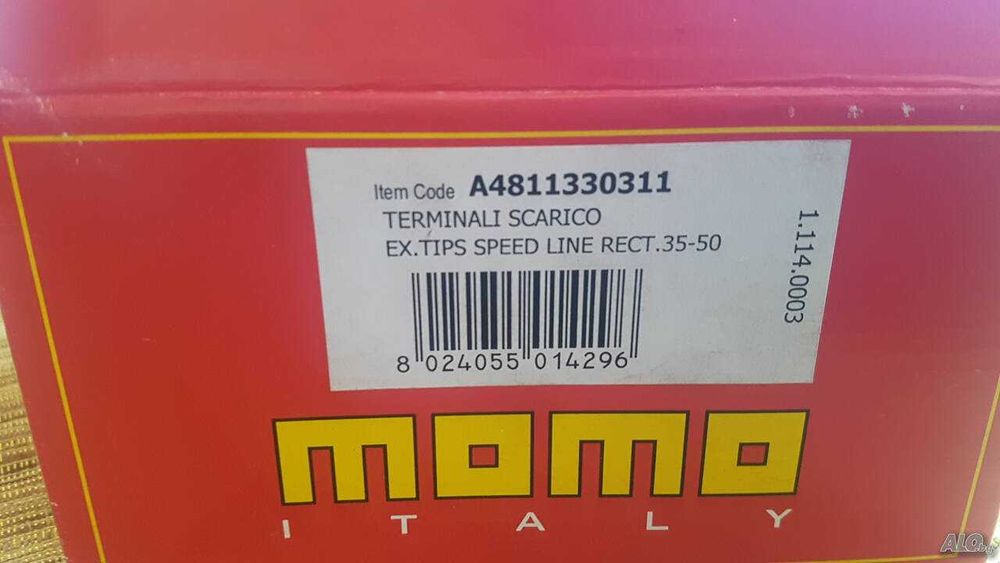 Item Code A4811330311
TERMINALI SCARICO
EX.TIPS SPEED LINE RECT.35-50
1.114.0003
8 024055 014296
momo
ITALY
ALO.bg